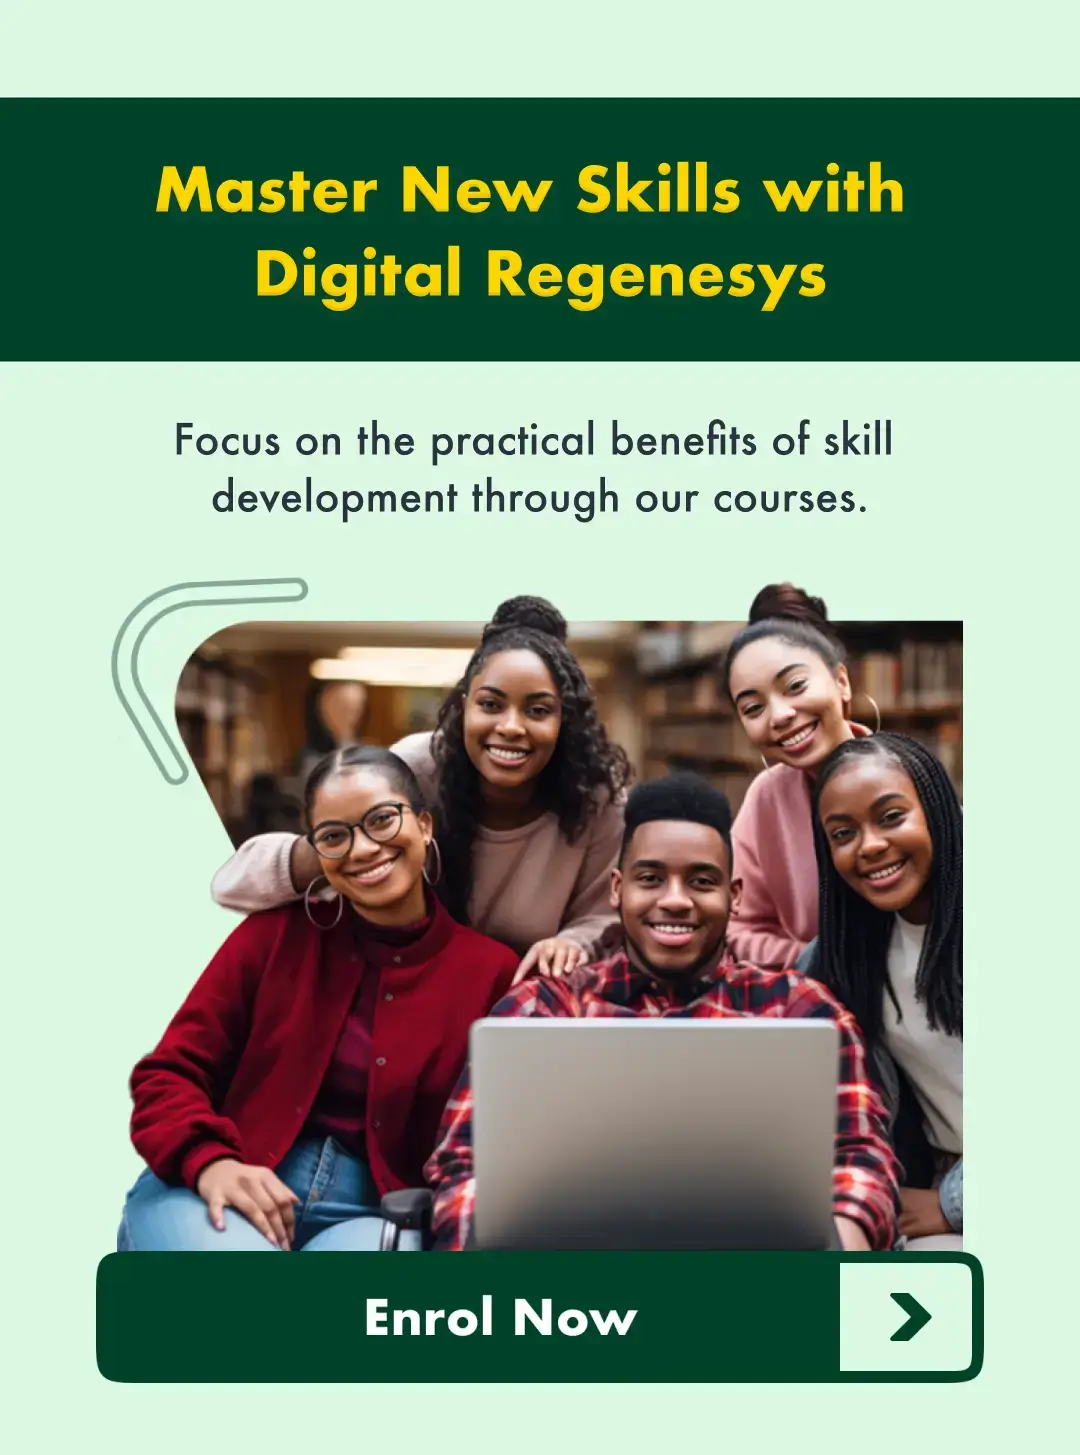 Master New Skills with
Digital Regenesys
Focus on the practical benefits of skill
development through our courses.
Enrol Now